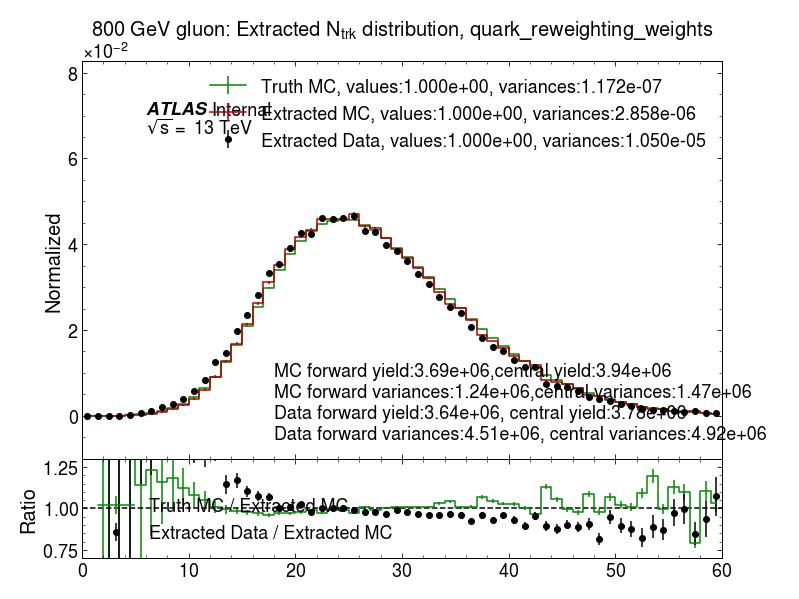 800 GeV gluon: Extracted Ntrk distribution, quark_reweighting_weights
×10−2
Truth MC, values:1.000e+00, variances:1.172e-07
ATLAS Internal
Extracted MC, values:1.000e+00, variances:2.858e-06
√s = 13 TeV
Extracted Data, values:1.000e+00, variances:1.050e-05
8
6
4
2
0
Normalized
MC forward yield:3.69e+06,central yield:3.94e+06
MC forward variances:1.24e+06,central variances:1.47e+06
Data forward yield:3.64e+06, central yield:3.78e+06
Data forward variances:4.51e+06, central variances:4.92e+06
1.25
1.00
0.75
Ratio
Truth MC / Extracted MC
Extracted Data / Extracted MC
0 10 20 30 40 50 60